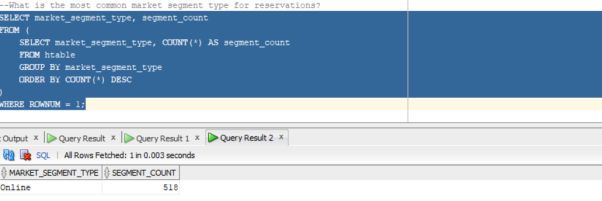 --What is the most common market segment type for reservations?
SELECT market_segment_type, segment_count
FROM (
SELECT market_segment_type, COUNT(*) AS segment_count
FROM htable
GROUP BY market_segment_type
ORDER BY COUNT(*) DESC
)
WHERE ROWNUM = 1;
Output x Query Result x Query Result 1 x Query Result 2 x
SQL | All Rows Fetched: 1 in 0.003 seconds
MARKET_SEGMENT_TYPE SEGMENT_COUNT
Online 518